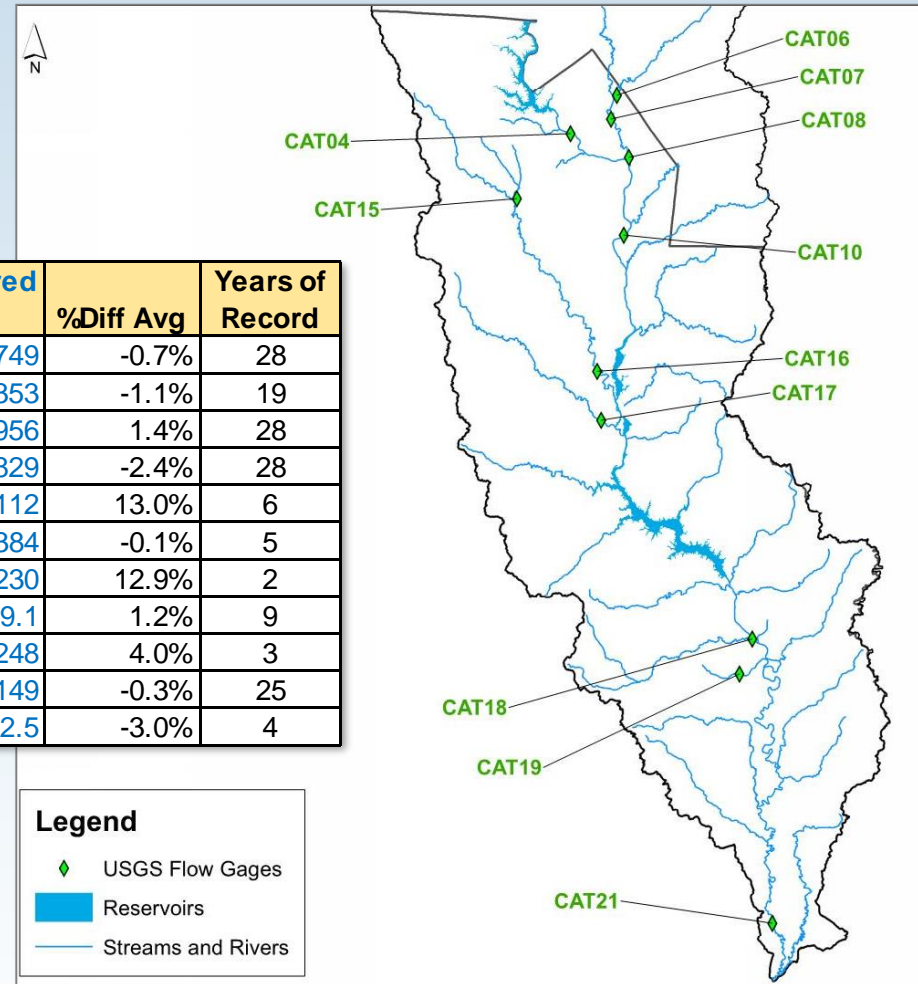 N
CAT06
CAT07
CAT04
CAT08
CAT15
CAT10
CAT16
CAT17
CAT18
CAT19
CAT21
%Diff Avg Years of
Record
749 -0.7% 28
-1.1% 19
956 1.4% 28
329 -2.4% 28
112 13.0% 6
384 -0.1% 5
230 12.9% 2
9.1 1.2% 9
248 4.0% 3
149 -0.3% 25
2.5 -3.0% 4
Legend
USGS Flow Gages
Reservoirs
Streams and Rivers